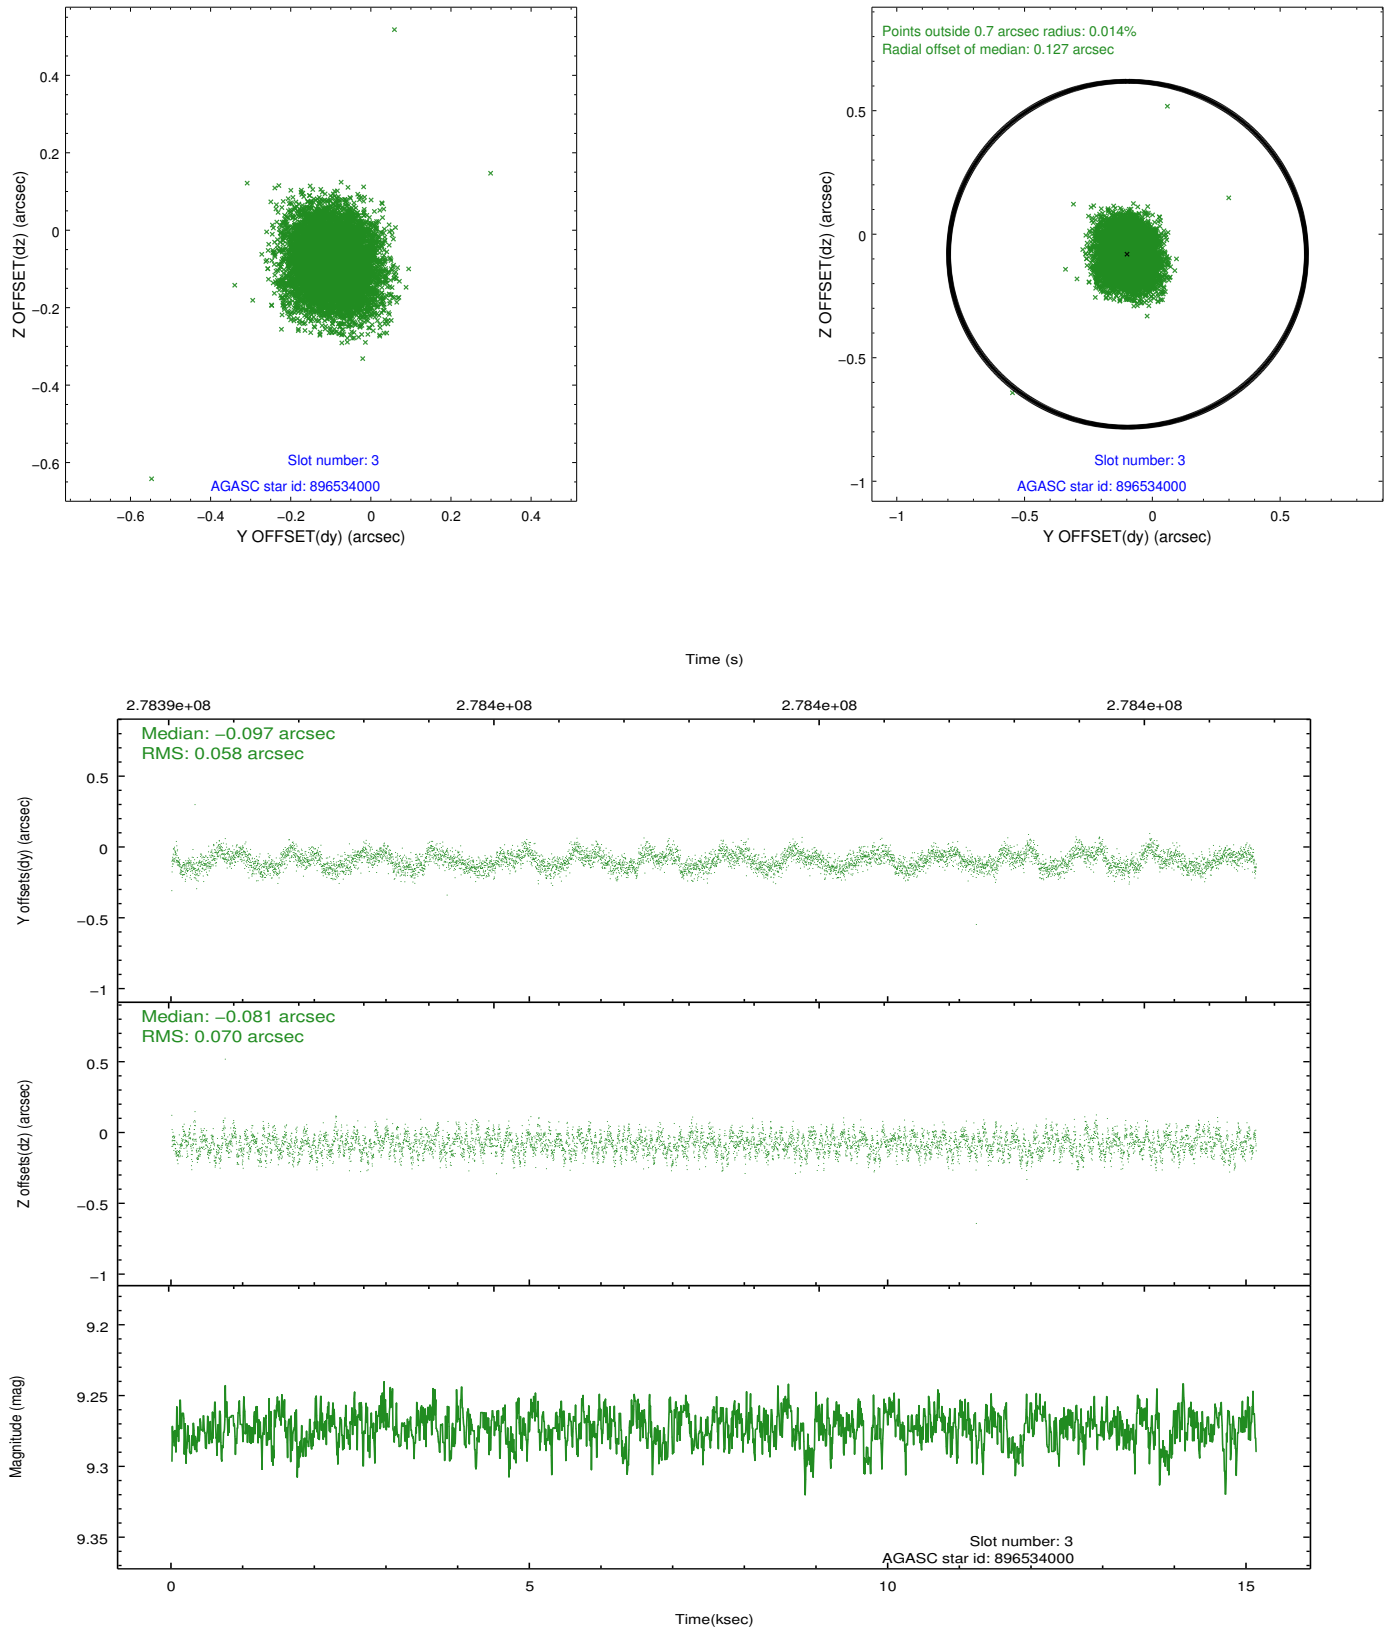 0.4
0.2
0
−0.2
−0.4
−0.6
Z OFFSET(dz) (arcsec)
Slot number: 3
AGASC star id: 896534000
−0.6 −0.4 −0.2 0 0.2 0.4
Y OFFSET(dy) (arcsec)
Points outside 0.7 arcsec radius: 0.014%
Radial offset of median: 0.127 arcsec
0.5
0
−0.5
−1
Z OFFSET(dz) (arcsec)
Slot number: 3
AGASC star id: 896534000
−1 −0.5 0 0.5
Y OFFSET(dy) (arcsec)
Time (s)
2.7839e+08 2.784e+08 2.784e+08 2.784e+08
Median: −0.097 arcsec
RMS: 0.058 arcsec
0.5
0
−0.5
−1
Y offsets(dy) (arcsec)
Median: −0.081 arcsec
RMS: 0.070 arcsec
0.5
0
−0.5
−1
Z offsets(dz) (arcsec)
9.2
9.25
9.3
9.35
Magnitude (mag)
Slot number: 3
AGASC star id: 896534000
0 5 10 15
Time(ksec)